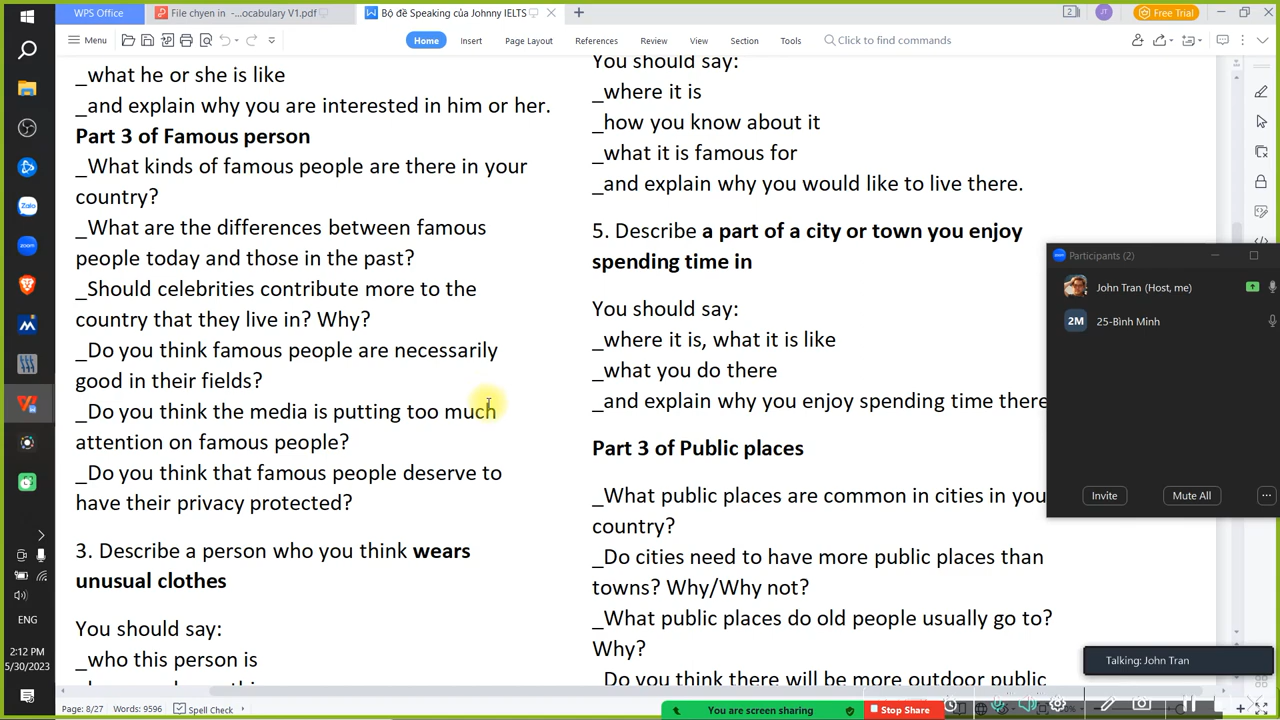 WPS Office
File chyen in -...ocabulary V1.pdf
Bộ đề Speaking của Johnny IELTS
Free Trial
Menu
Home
Insert
Page Layout
References
Review
View
Section
Tools
Click to find commands
_what he or she is like
_and explain why you are interested in him or her.
Part 3 of Famous person
_What kinds of famous people are there in your
country?
_What are the differences between famous
people today and those in the past?
_Should celebrities contribute more to the
country that they live in? Why?
_Do you think famous people are necessarily
good in their fields?
_Do you think the media is putting too much
attention on famous people?
_Do you think that famous people deserve to
have their privacy protected?
3. Describe a person who you think wears
unusual clothes
You should say:
_who this person is
You should say:
_where it is
_how you know about it
_what it is famous for
_and explain why you would like to live there.
5. Describe a part of a city or town you enjoy
spending time in
You should say:
_where it is, what it is like
_what you do there
_and explain why you enjoy spending time there
Part 3 of Public places
_What public places are common in cities in you
country?
_Do cities need to have more public places than
towns? Why/Why not?
_What public places do old people usually go to?
Why?
_Do you think there will be more outdoor public
Participants (2)
John Tran (Host, me)
2M
25-Bình Minh
Invite
Mute All
Talking: John Tran
Zalo
zoom
ENG
2:12 PM
5/30/2023
Page: 8/27
Words: 9596
Spell Check
You are screen sharing
Stop Share
JT
2